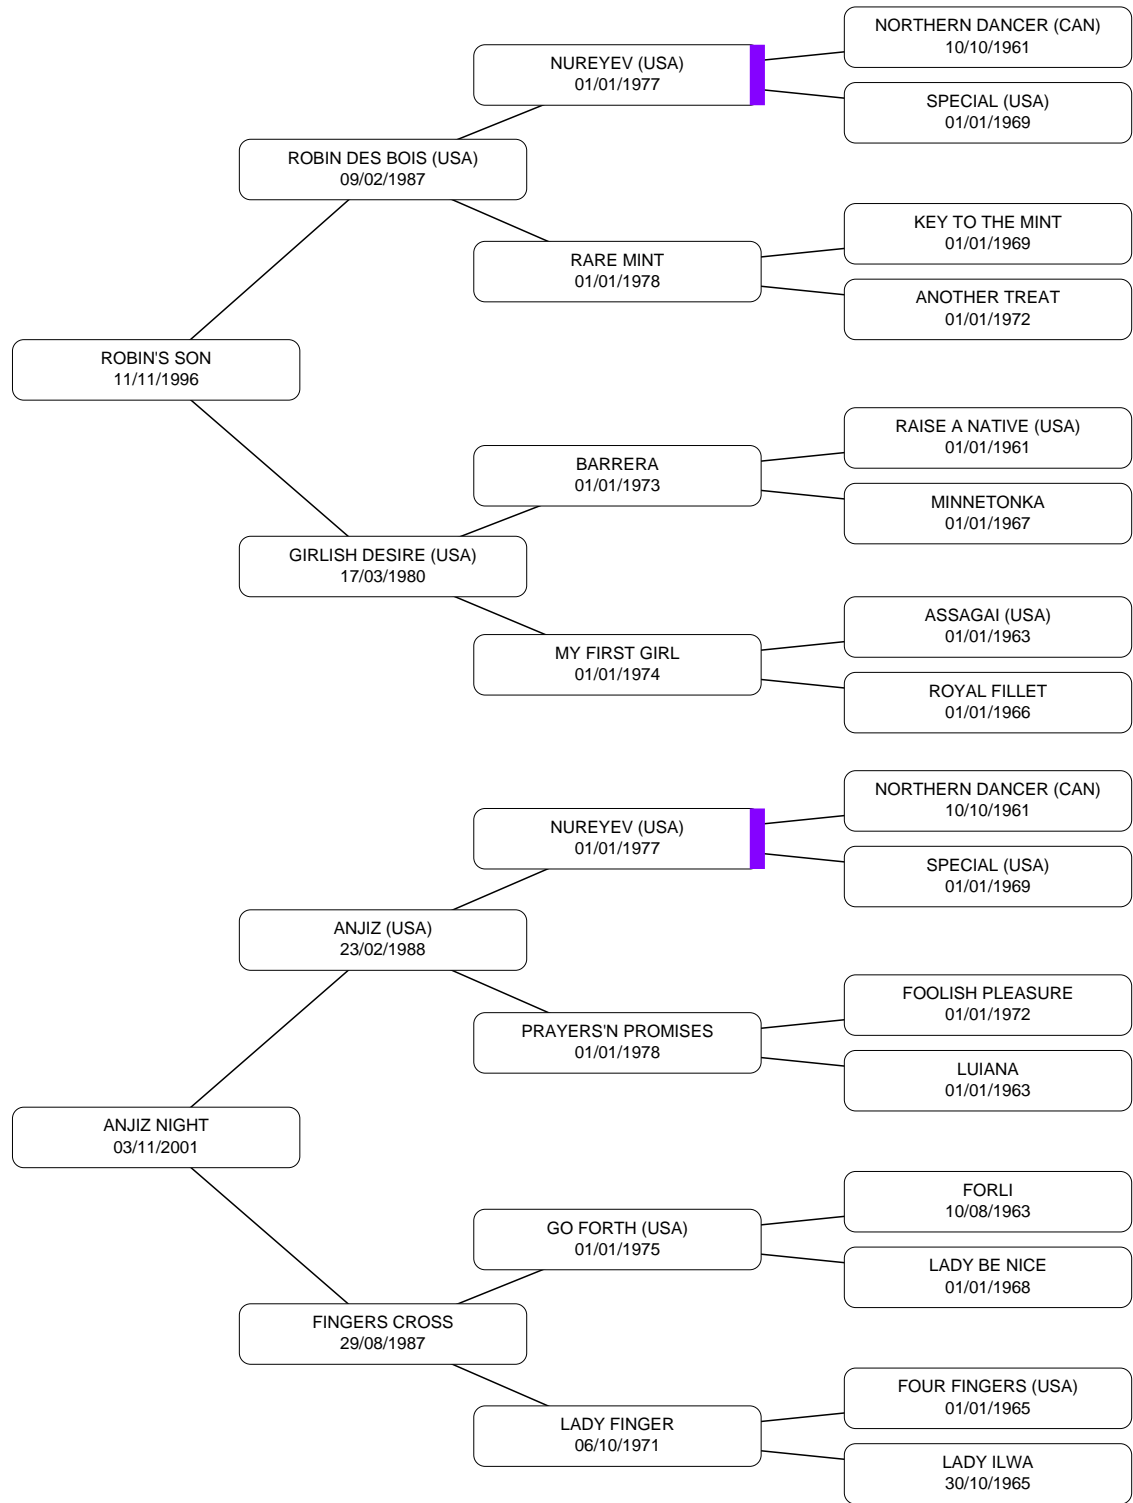 NORTHERN DANCER (CAN)
10/10/1961
NUREYEV (USA)
01/01/1977
SPECIAL (USA)
01/01/1969
ROBIN DES BOIS (USA)
09/02/1987
KEY TO THE MINT
01/01/1969
RARE MINT
01/01/1978
ANOTHER TREAT
01/01/1972
ROBIN'S SON
11/11/1996
RAISE A NATIVE (USA)
01/01/1961
BARRERA
01/01/1973
MINNETONKA
01/01/1967
GIRLISH DESIRE (USA)
17/03/1980
ASSAGAI (USA)
01/01/1963
MY FIRST GIRL
01/01/1974
ROYAL FILLET
01/01/1966
NORTHERN DANCER (CAN)
10/10/1961
NUREYEV (USA)
01/01/1977
SPECIAL (USA)
01/01/1969
ANJIZ (USA)
23/02/1988
FOOLISH PLEASURE
01/01/1972
PRAYERS'N PROMISES
01/01/1978
LUIANA
01/01/1963
ANJIZ NIGHT
03/11/2001
FORLI
10/08/1963
GO FORTH (USA)
01/01/1975
LADY BE NICE
01/01/1968
FINGERS CROSS
29/08/1987
FOUR FINGERS (USA)
01/01/1965
LADY FINGER
06/10/1971
LADY ILWA
30/10/1965